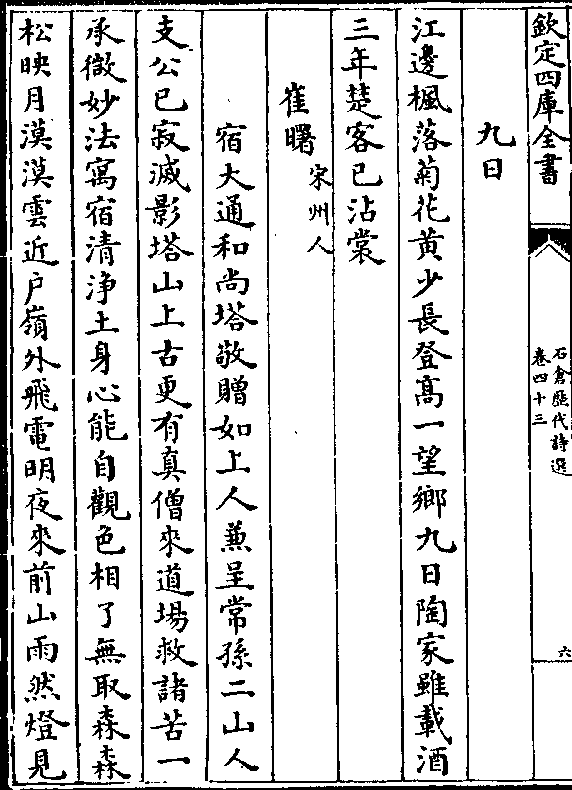 欽定四庫全書
石倉歷代詩選
卷四十三
六
九日
江邊楓落菊花黃少長登髙一望鄉九日陶家雖載酒
三年楚客已沾裳
崔曙宋州人
宿大通和尚塔敬贈如上人兼呈常孫二山人
支公已寂滅影塔山上古更有真僧來道場救諸苦一
承微妙法寓宿清淨土身心能自觀色相了無取森森
松映月漠漠雲近戶嶺外飛電明夜來前山雨然燈見